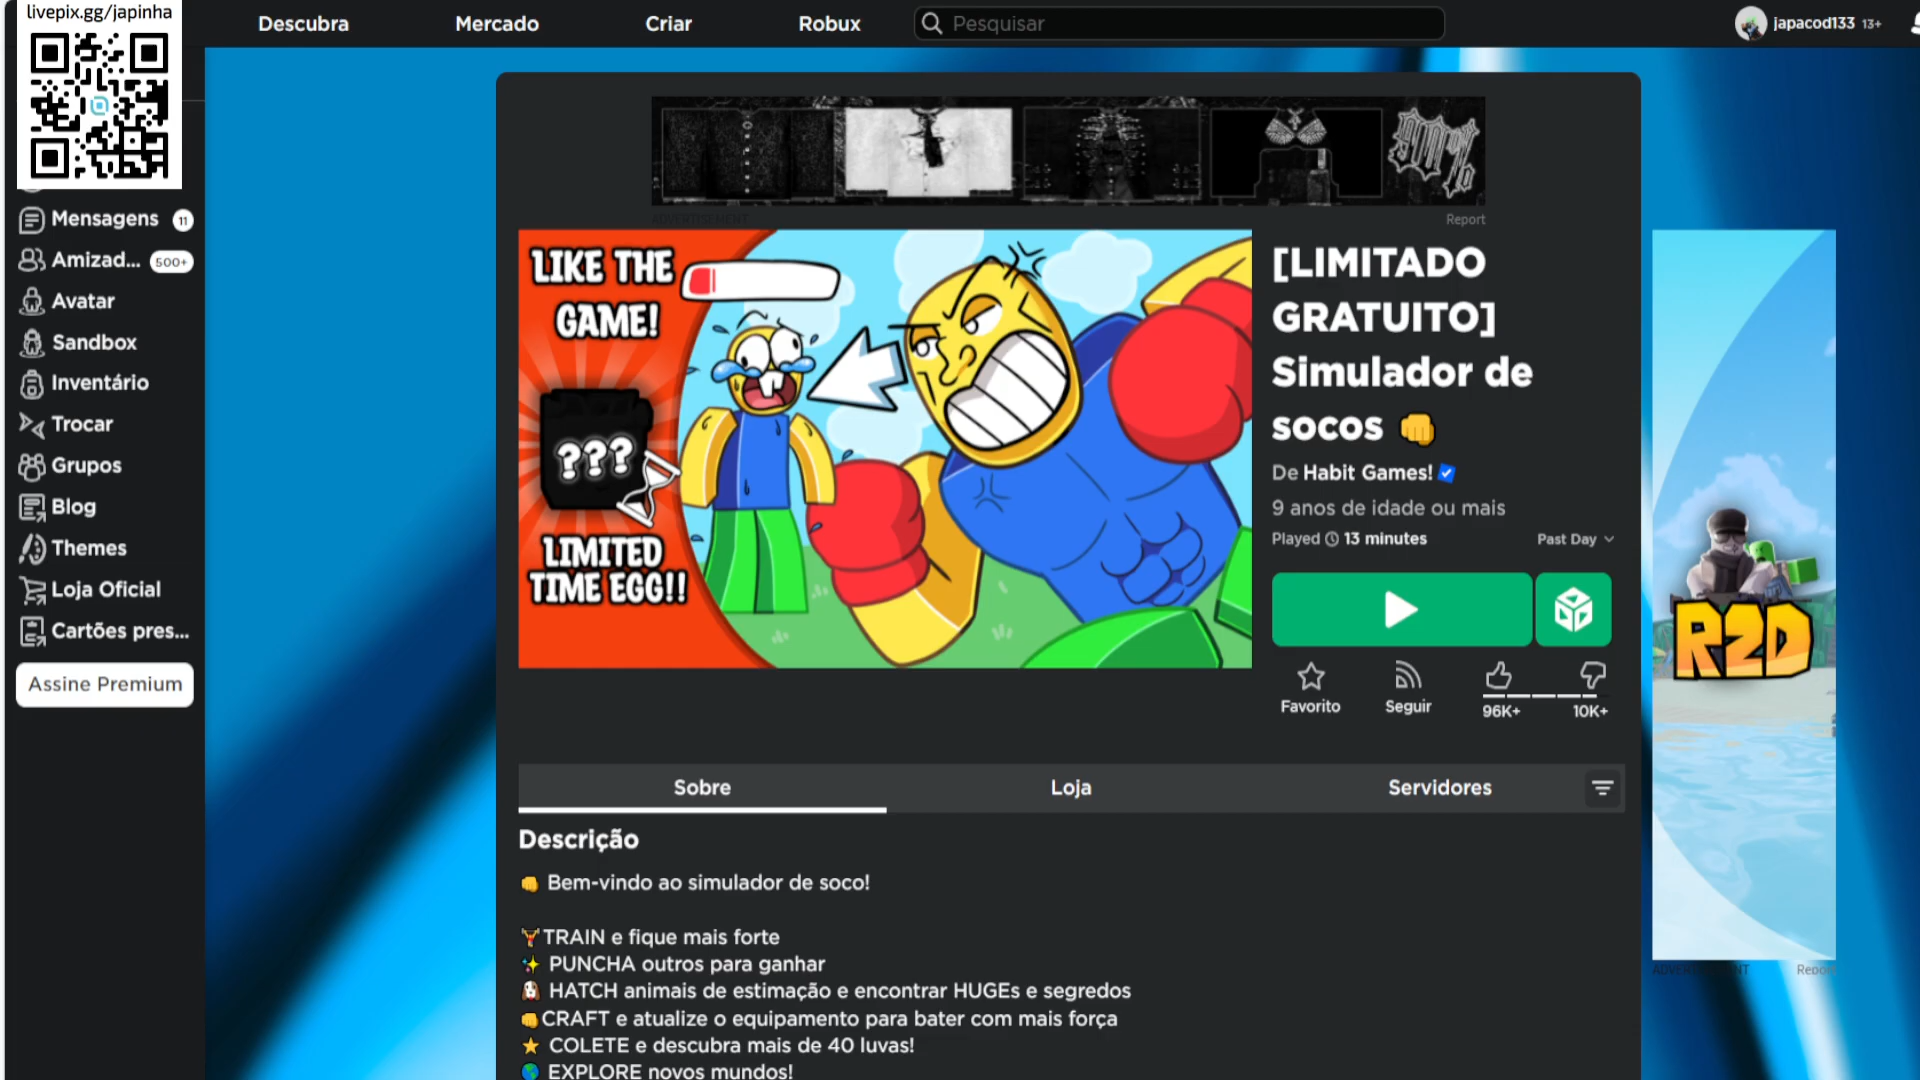 livepix.gg/japinha
Descubra
Mercado
Criar
Robux
Pesquisar
japacod133 13+
Mensagens 11
Amizad... 500+
Avatar
Sandbox
Inventário
Trocar
Grupos
Blog
Themes
Loja Oficial
Cartões pres...
Assine Premium
90%
ADVERTISEMENT
Report
LIKE THE
GAME!
???
LIMITED
TIME EGG!!
[LIMITADO
GRATUITO]
Simulador de
socos 👊
De Habit Games!
9 anos de idade ou mais
Played 13 minutes
Past Day
Favorito
Seguir
96K+
10K+
R2D
ADVERTISEMENT
Report
Sobre
Loja
Servidores
Descrição
👊 Bem-vindo ao simulador de soco!
🏋️TRAIN e fique mais forte
✨ PUNCHA outros para ganhar
🐶 HATCH animais de estimação e encontrar HUGEs e segredos
👊CRAFT e atualize o equipamento para bater com mais força
⭐ COLETE e descubra mais de 40 luvas!
🌎 EXPLORE novos mundos!